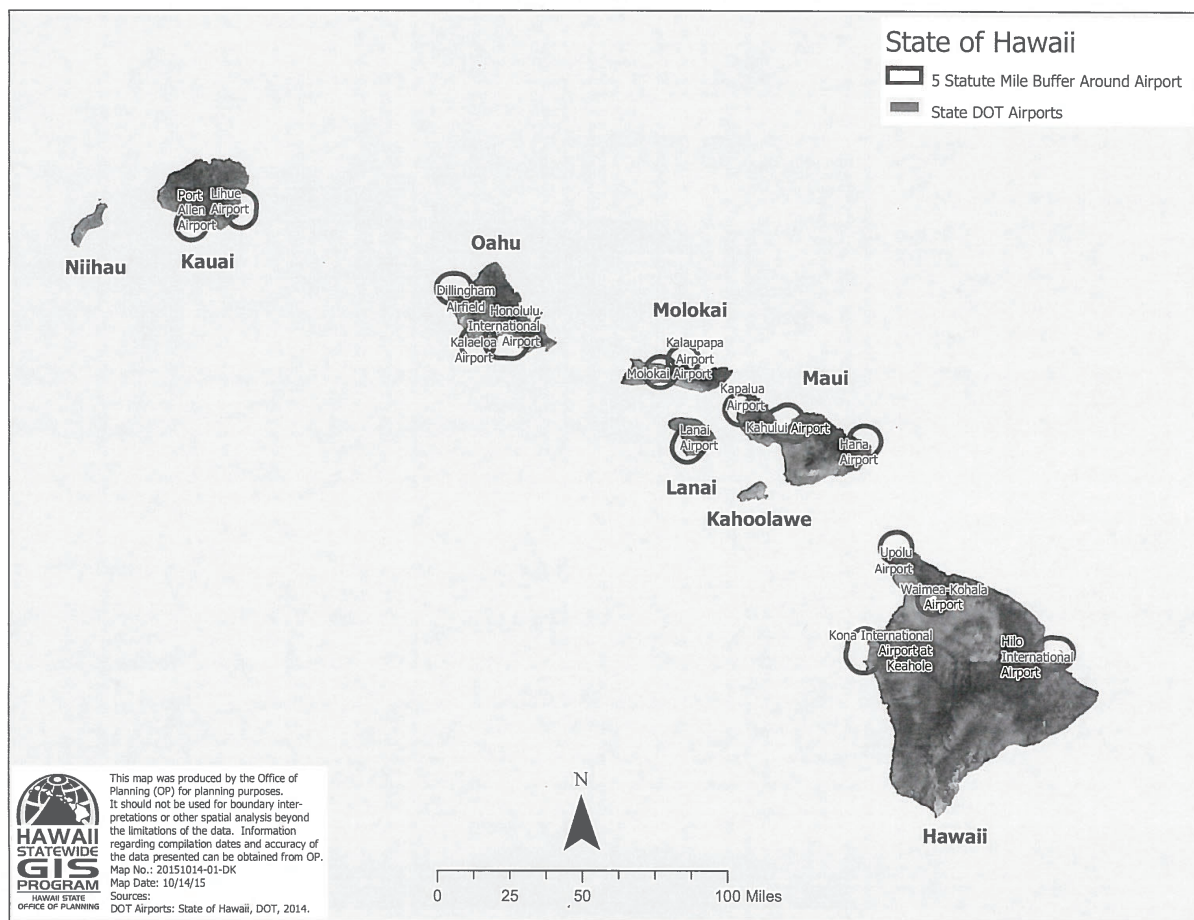 State of Hawaii
5 Statute Mile Buffer Around Airport
State DOT Airports
Port
Allen
Airport
Lihue
Airport
Niihau
Kauai
Oahu
Dillingham
Airfield
Honolulu
International
Airport
Kalaeloa
Airport
Molokai
Kalaupapa
Airport
Molokai Airport
Maui
Kapalua
Airport
Kahului Airport
Hana
Airport
Lanai
Airport
Lanai
Kahoolawe
Upolu
Airport
Waimea-Kohala
Airport
Kona International
Airport at
Keahole
Hilo
International
Airport
Hawaii
HAWAII
STATEWIDE
GIS
PROGRAM
HAWAII STATE
OFFICE OF PLANNING
This map was produced by the Office of
Planning (OP) for planning purposes.
It should not be used for boundary inter-
pretations or other spatial analysis beyond
the limitations of the data. Information
regarding compilation dates and accuracy of
the data presented can be obtained from OP.
Map No.: 20151014-01-DK
Map Date: 10/14/15
Sources:
DOT Airports: State of Hawaii, DOT, 2014.
N
0 25 50 100 Miles